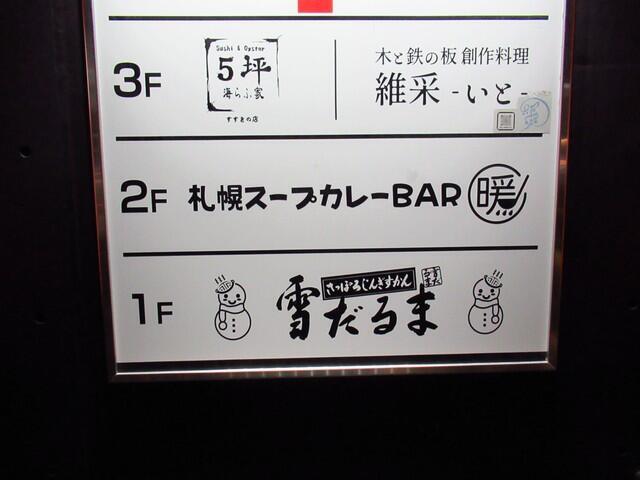 3F
Sushi & Oyster
5坪
海らふ家
すすきの店
木と鉄の板 創作料理
維采 -いと-
2F 札幌スープカレーBAR 暖
1F
さっぽろじんぎすかん
雪だるま